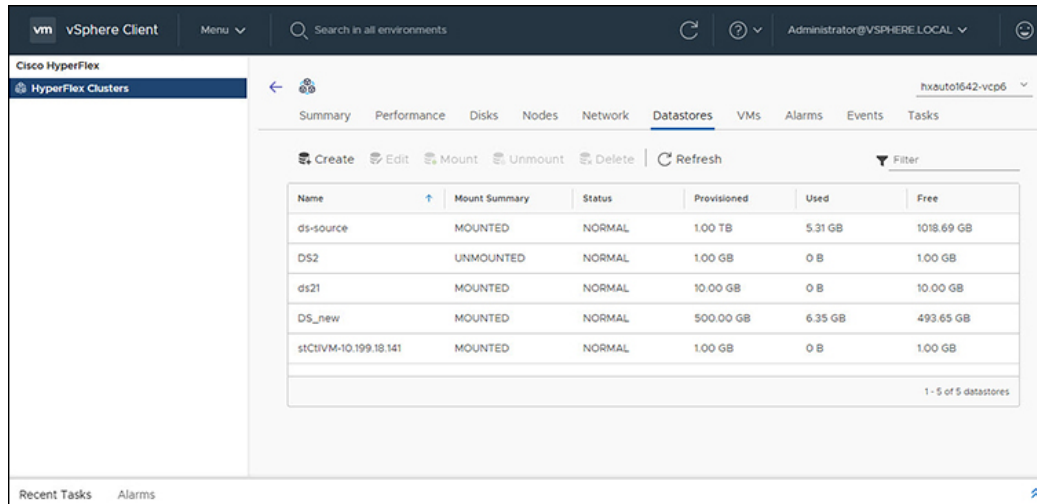 vm vSphere Client Menu Search in all environments Administrator@VSPHERE.LOCAL
Cisco HyperFlex
HyperFlex Clusters
hxauto1642-vcp6
Summary Performance Disks Nodes Network Datastores VMs Alarms Events Tasks
Create Edit Mount Unmount Delete Refresh Filter
Name Mount Summary Status Provisioned Used Free
ds-source MOUNTED NORMAL 1.00 TB 5.31 GB 1018.69 GB
DS2 UNMOUNTED NORMAL 1.00 GB 0 B 1.00 GB
ds21 MOUNTED NORMAL 10.00 GB 0 B 10.00 GB
DS_new MOUNTED NORMAL 500.00 GB 6.35 GB 493.65 GB
stCtlVM-10.199.18.141 MOUNTED NORMAL 1.00 GB 0 B 1.00 GB
1 - 5 of 5 datastores
Recent Tasks Alarms